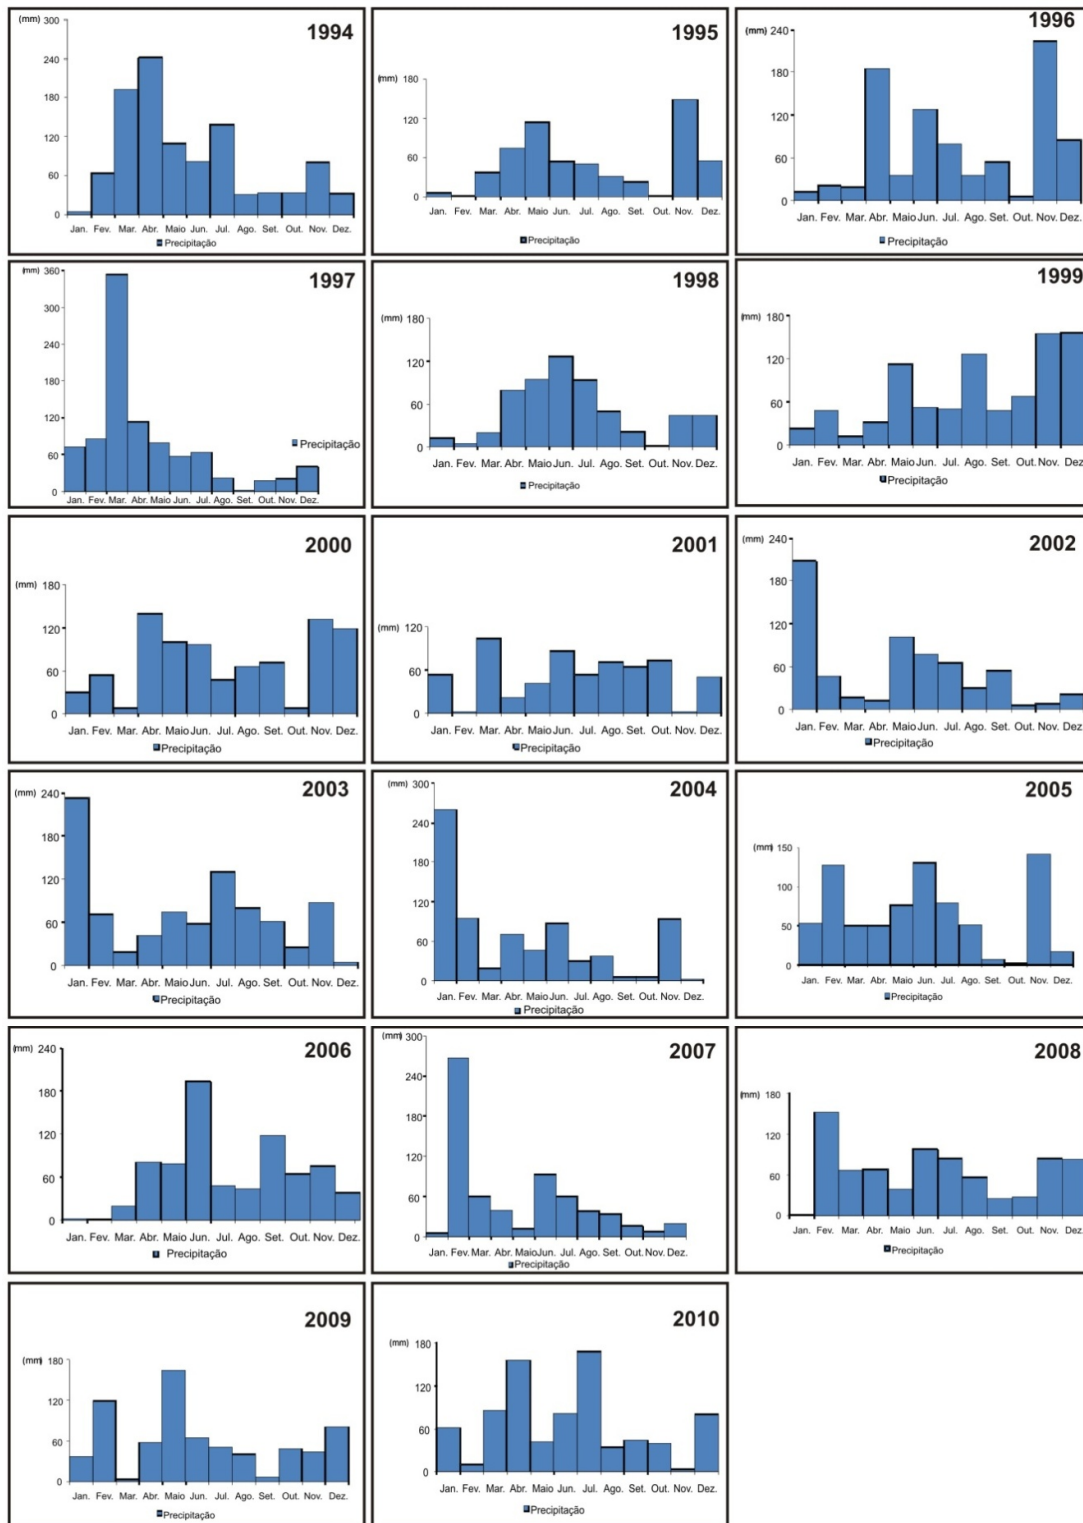 (mm)
1994
300
240
180
120
60
0
Jan. Fev. Mar. Abr. Maio Jun. Jul. Ago. Set. Out. Nov. Dez.
Precipitação
1995
(mm)
180
120
60
0
Jan. Fev. Mar. Abr. Maio Jun. Jul. Ago. Set. Out. Nov. Dez.
Precipitação
1996
(mm)
240
180
120
60
0
Jan. Fev. Mar. Abr. Maio Jun. Jul. Ago. Set. Out. Nov. Dez.
Precipitação
(mm)
1997
360
300
240
180
120
60
0
Precipitação
Jan. Fev. Mar. Abr. Maio Jun. Jul. Ago. Set. Out. Nov. Dez.
1998
(mm)
180
120
60
0
Jan. Fev. Mar. Abr. Maio Jun. Jul. Ago. Set. Out. Nov. Dez.
Precipitação
1999
(mm)
180
120
60
0
Jan. Fev. Mar. Abr. Maio Jun. Jul. Ago. Set. Out. Nov. Dez.
Precipitação
2000
(mm)
180
120
60
0
Jan. Fev. Mar. Abr. Maio Jun. Jul. Ago. Set. Out. Nov. Dez.
Precipitação
2001
(mm)
120
60
0
Jan. Fev. Mar. Abr. Maio Jun. Jul. Ago. Set. Out. Nov. Dez.
Precipitação
2002
(mm)
240
180
120
60
0
Jan. Fev. Mar. Abr. Maio Jun. Jul. Ago. Set. Out. Nov. Dez.
Precipitação
2003
(mm)
240
180
120
60
0
Jan. Fev. Mar. Abr. Maio Jun. Jul. Ago. Set. Out. Nov. Dez.
Precipitação
2004
(mm)
300
240
180
120
60
0
Jan. Fev. Mar. Abr. Maio Jun. Jul. Ago. Set. Out. Nov. Dez.
Precipitação
2005
(mm)
150
100
50
0
Jan. Fev. Mar. Abr. Maio Jun. Jul. Ago. Set. Out. Nov. Dez.
Precipitação
2006
(mm)
240
180
120
60
0
Jan. Fev. Mar. Abr. Maio Jun. Jul. Ago. Set. Out. Nov. Dez.
Precipitação
2007
(mm)
300
240
180
120
60
0
Jan. Fev. Mar. Abr. Maio Jun. Jul. Ago. Set. Out. Nov. Dez.
Precipitação
2008
(mm)
180
120
60
0
Jan. Fev. Mar. Abr. Maio Jun. Jul. Ago. Set. Out. Nov. Dez.
Precipitação
2009
(mm)
180
120
60
0
Jan. Fev. Mar. Abr. Maio Jun. Jul. Ago. Set. Out. Nov. Dez.
Precipitação
2010
(mm)
180
120
60
0
Jan. Fev. Mar. Abr. Maio Jun. Jul. Ago. Set. Out. Nov. Dez.
Precipitação